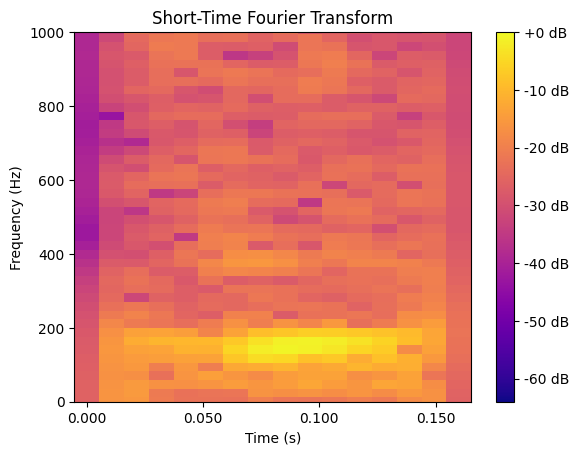 Short-Time Fourier Transform
1000
800
600
400
200
0
Frequency (Hz)
0.000
0.050
0.100
0.150
Time (s)
+0 dB
-10 dB
-20 dB
-30 dB
-40 dB
-50 dB
-60 dB